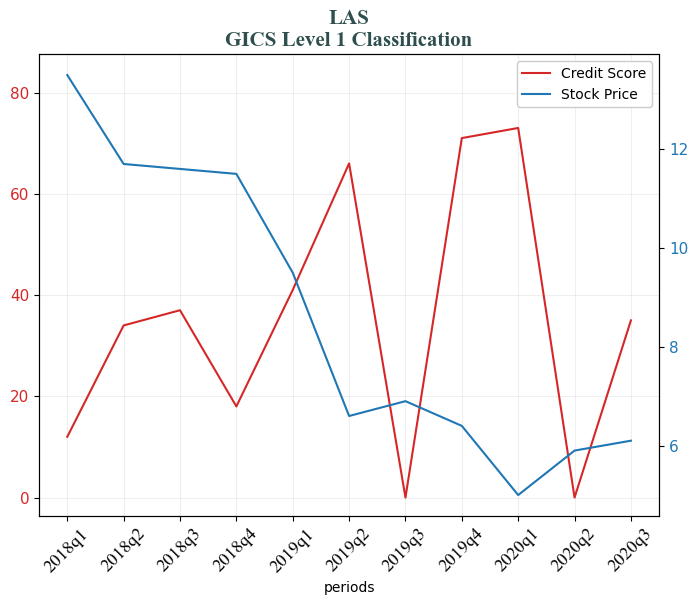 LAS
GICS Level 1 Classification
Credit Score
Stock Price
80
60
40
20
0
12
10
8
6
2018q1
2018q2
2018q3
2018q4
2019q1
2019q2
2019q3
2019q4
2020q1
2020q2
2020q3
periods